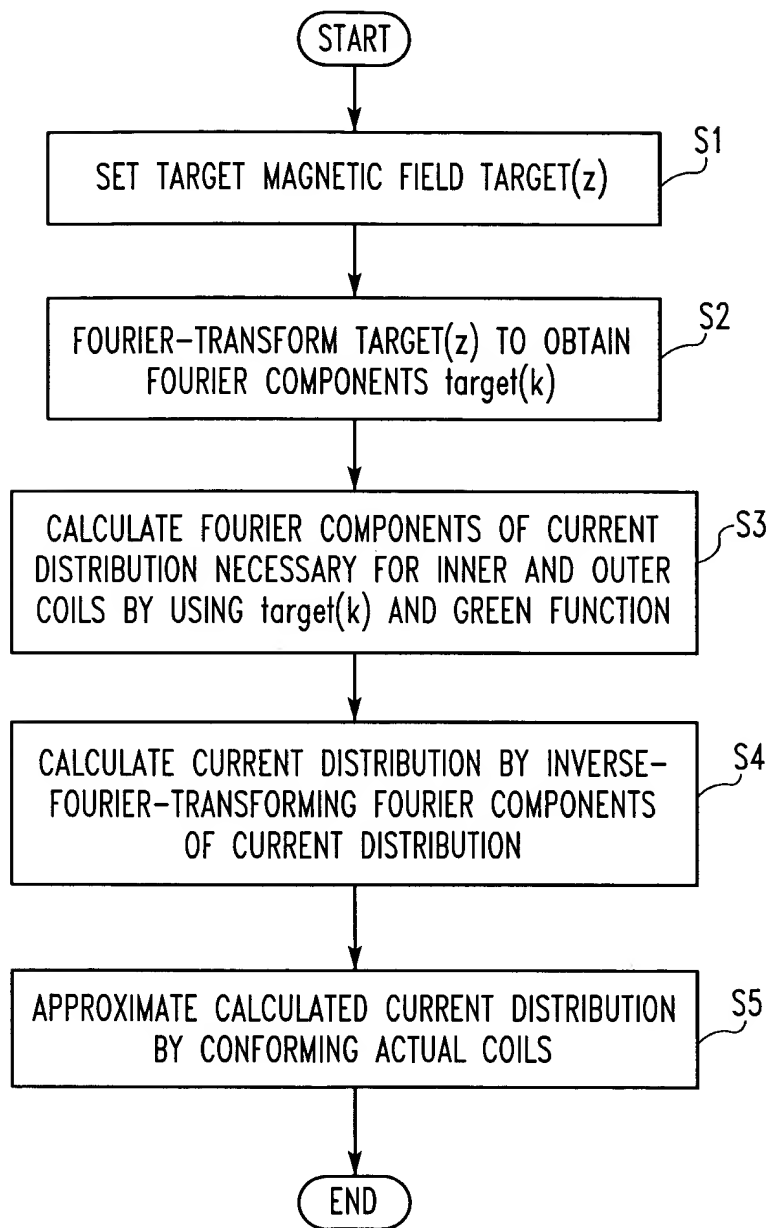 START
S1
SET TARGET MAGNETIC FIELD TARGET(z)
S2
FOURIER-TRANSFORM TARGET(z) TO OBTAIN
FOURIER COMPONENTS target(k)
S3
CALCULATE FOURIER COMPONENTS OF CURRENT
DISTRIBUTION NECESSARY FOR INNER AND OUTER
COILS BY USING target(k) AND GREEN FUNCTION
S4
CALCULATE CURRENT DISTRIBUTION BY INVERSE-
FOURIER-TRANSFORMING FOURIER COMPONENTS
OF CURRENT DISTRIBUTION
S5
APPROXIMATE CALCULATED CURRENT DISTRIBUTION
BY CONFORMING ACTUAL COILS
END